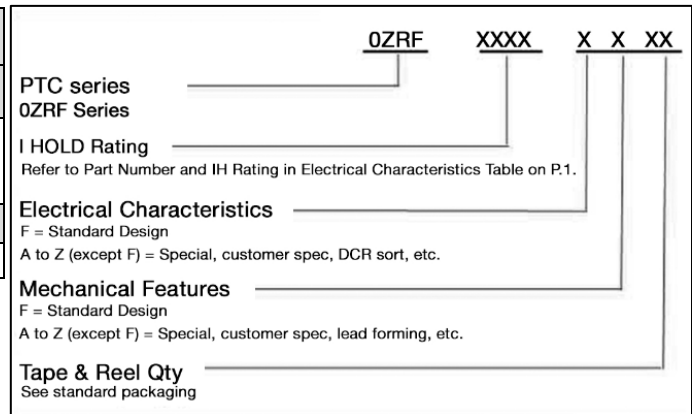 0ZRF XXXX X X XX
PTC series
0ZRF Series
I HOLD Rating
Refer to Part Number and IH Rating in Electrical Characteristics Table on P.1.
Electrical Characteristics
F = Standard Design
A to Z (except F) = Special, customer spec, DCR sort, etc.
Mechanical Features
F = Standard Design
A to Z (except F) = Special, customer spec, lead forming, etc.
Tape & Reel Qty
See standard packaging